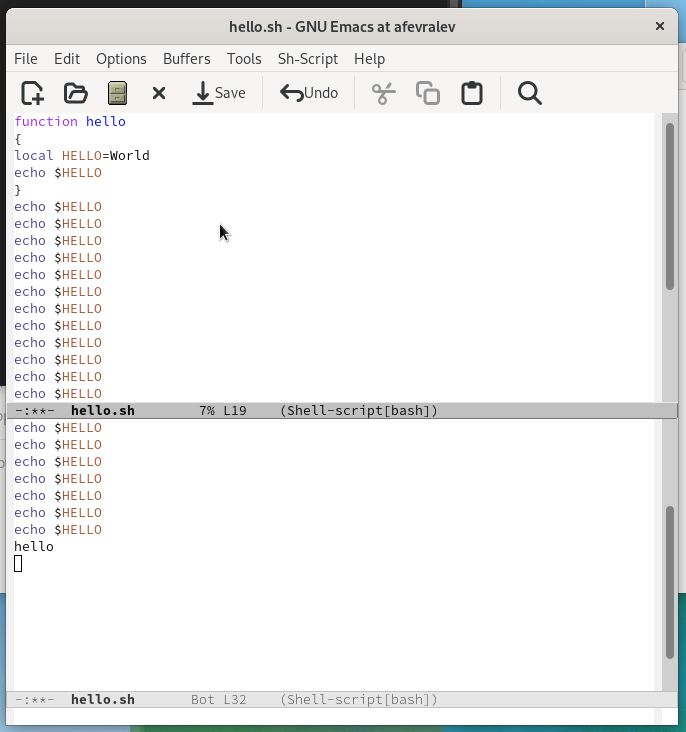 hello.sh - GNU Emacs at afevralev
File Edit Options Buffers Tools Sh-Script Help
Save Undo
function hello
{
local HELLO=World
echo $HELLO
}
echo $HELLO
echo $HELLO
echo $HELLO
echo $HELLO
echo $HELLO
echo $HELLO
echo $HELLO
echo $HELLO
echo $HELLO
echo $HELLO
echo $HELLO
echo $HELLO
-:**- hello.sh 7% L19 (Shell-script[bash])
echo $HELLO
echo $HELLO
echo $HELLO
echo $HELLO
echo $HELLO
echo $HELLO
echo $HELLO
hello
-:**- hello.sh Bot L32 (Shell-script[bash])